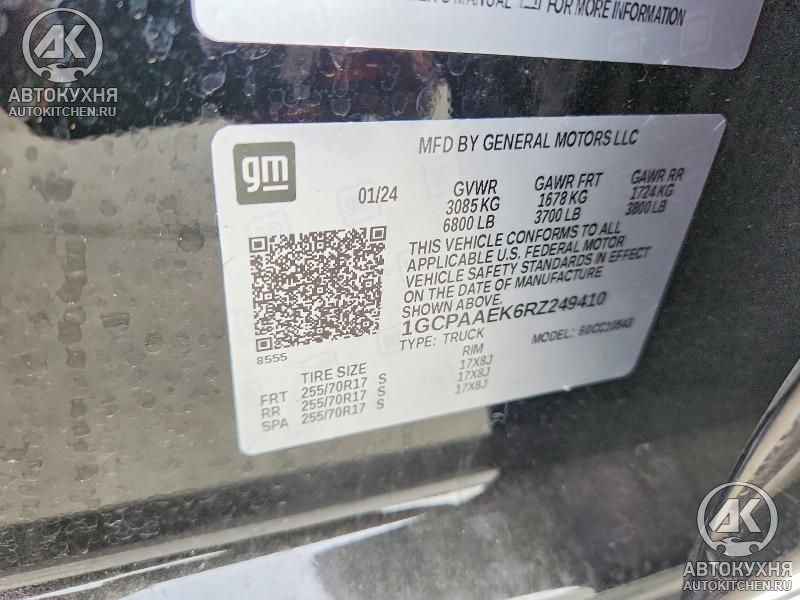 'S MANUAL FOR MORE INFORMATION
АК
АВТОКУХНЯ
AUTOKITCHEN.RU
gm
MFD BY GENERAL MOTORS LLC
01/24
GVWR GAWR FRT GAWR RR
3085 KG 1678 KG 1724 KG
6800 LB 3700 LB 3800 LB
THIS VEHICLE CONFORMS TO ALL
APPLICABLE U.S. FEDERAL MOTOR
VEHICLE SAFETY STANDARDS IN EFFECT
ON THE DATE OF MANUFACTURE
SHOWN ABOVE.
1GCPAAEK6RZ249410
TYPE: TRUCK MODEL:
8555
TIRE SIZE RIM
FRT 255/70R17 S 17X8J
RR 255/70R17 S 17X8J
SPA 255/70R17 S 17X8J
АК
АВТОКУХНЯ
AUTOKITCHEN.RU